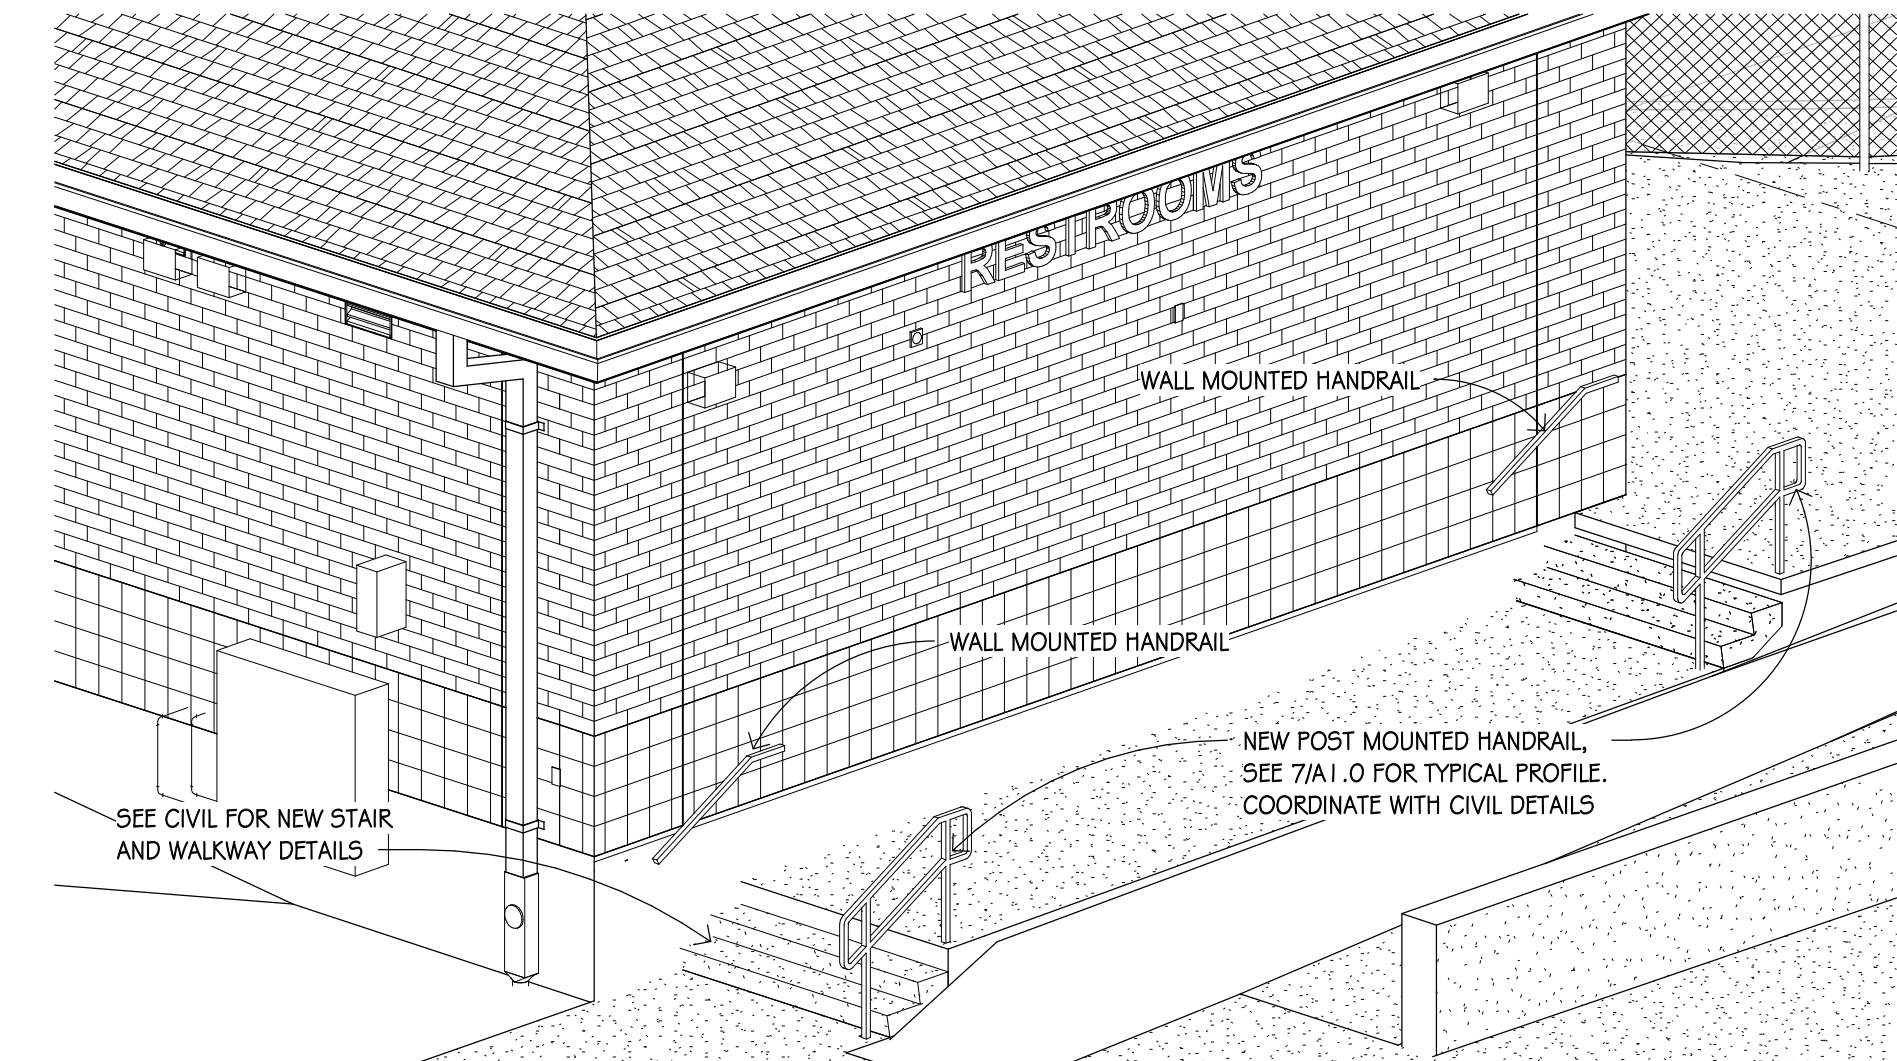 RESTROOMS
WALL MOUNTED HANDRAIL
WALL MOUNTED HANDRAIL
NEW POST MOUNTED HANDRAIL,
SEE 7/A1.0 FOR TYPICAL PROFILE.
COORDINATE WITH CIVIL DETAILS
SEE CIVIL FOR NEW STAIR
AND WALKWAY DETAILS